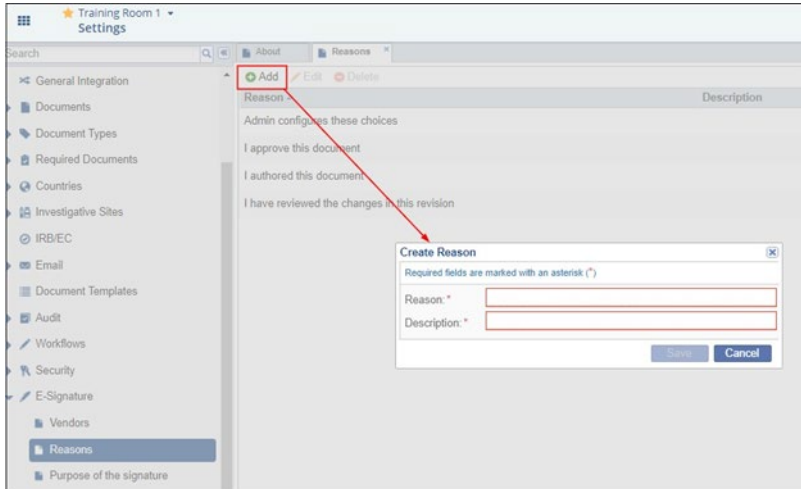 Training Room 1
Settings
Search
About
Reasons
General Integration
Documents
Document Types
Required Documents
Countries
Investigative Sites
IRB/EC
Email
Document Templates
Audit
Workflows
Security
E-Signature
Vendors
Reasons
Purpose of the signature
Add Edit Delete
Reason Description
Admin configures these choices
I approve this document
I authored this document
I have reviewed the changes in this revision
Create Reason
Required fields are marked with an asterisk (*)
Reason: *
Description: *
Save Cancel